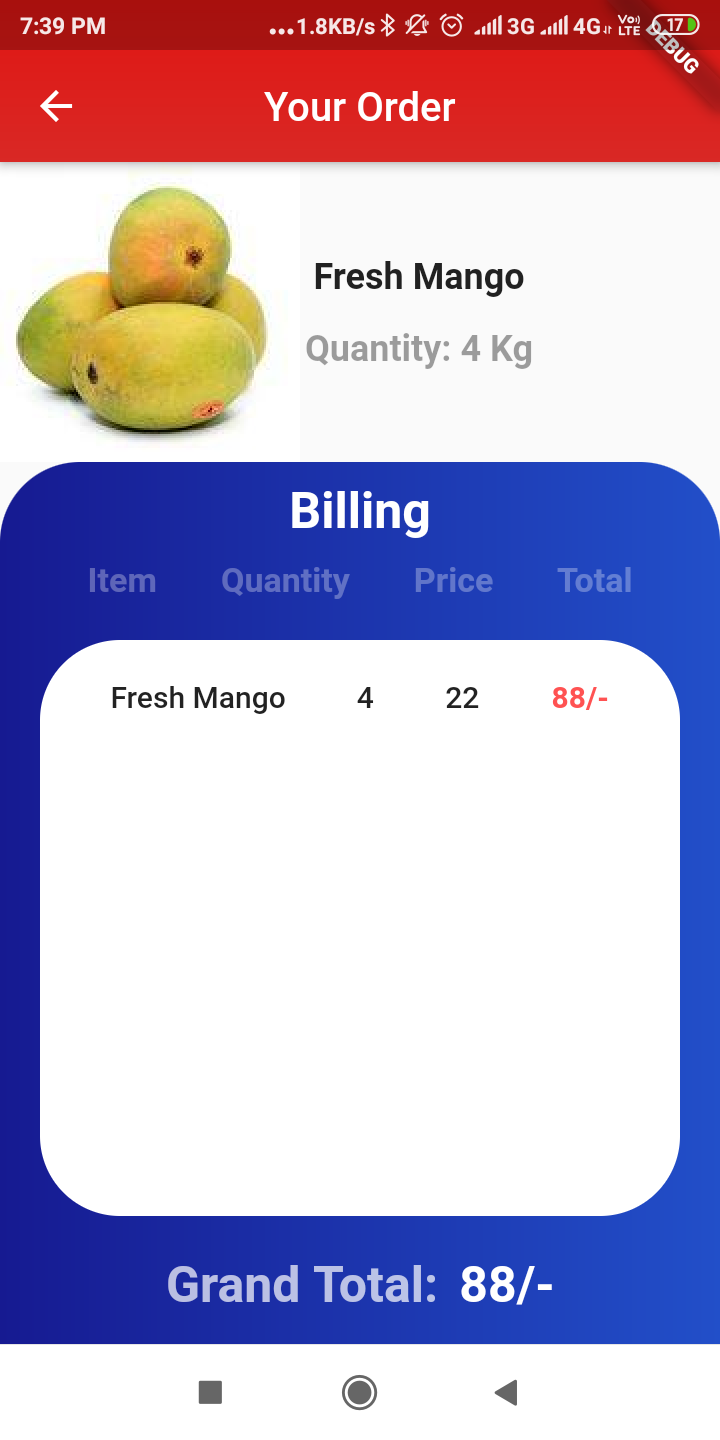 7:39 PM ...1.8KB/s 3G 4G Vo)) LTE 17
DEBUG
Your Order
Fresh Mango
Quantity: 4 Kg
Billing
Item Quantity Price Total
Fresh Mango 4 22 88/-
Grand Total: 88/-